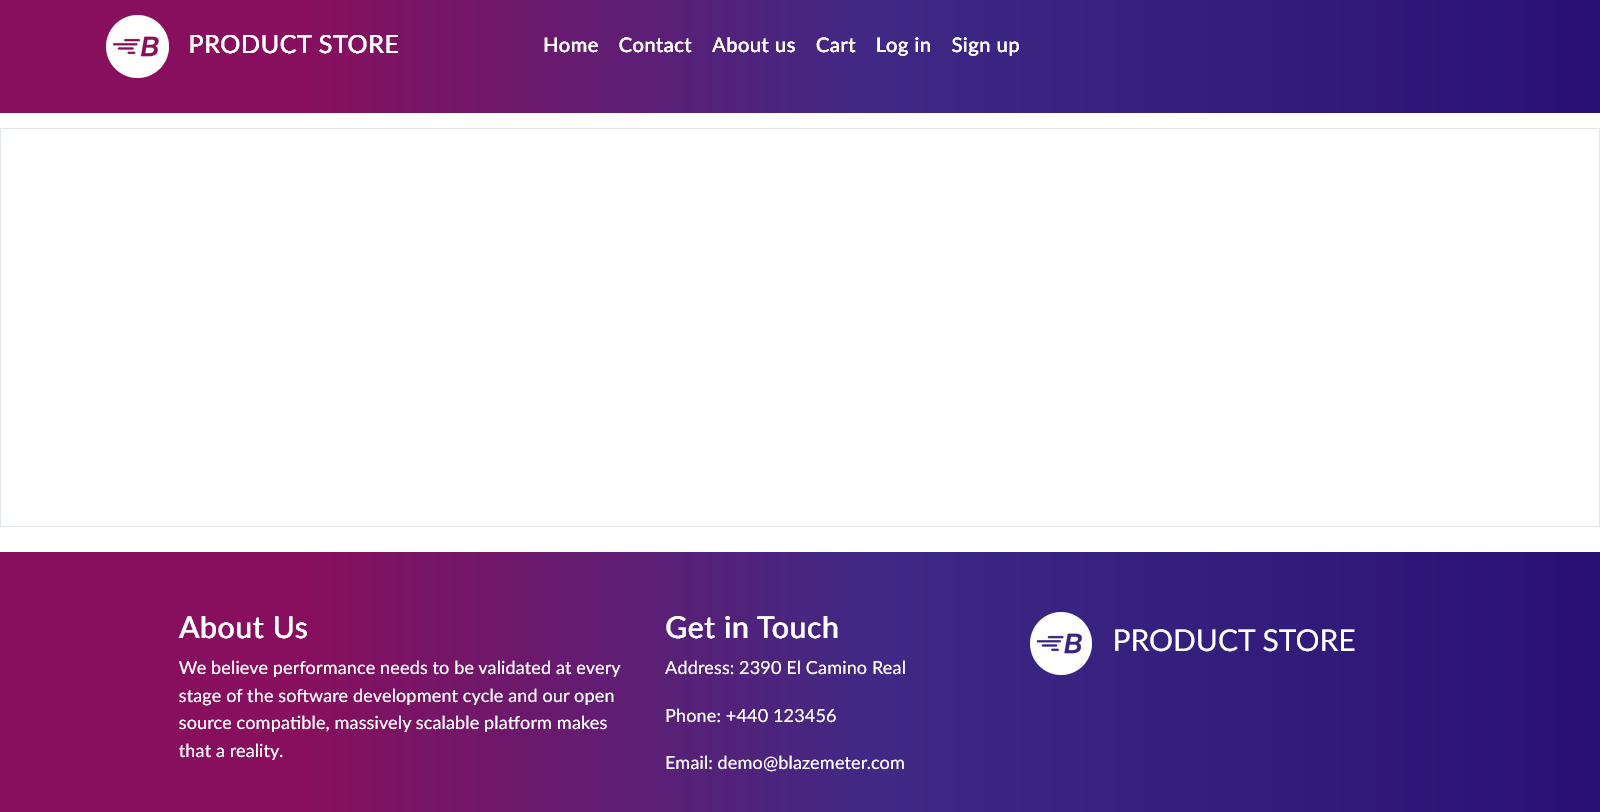 B PRODUCT STORE Home Contact About us Cart Log in Sign up
About Us
We believe performance needs to be validated at every
stage of the software development cycle and our open
source compatible, massively scalable platform makes
that a reality.
Get in Touch
Address: 2390 El Camino Real
Phone: +440 123456
Email: demo@blazemeter.com
B PRODUCT STORE